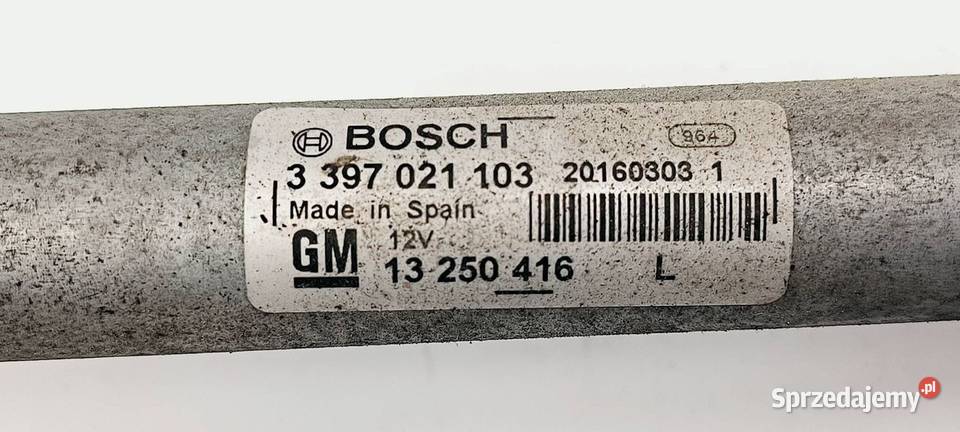 BOSCH 964
3 397 021 103 20160303 1
Made in Spain
GM 12V
13 250 416 L
Sprzedajemy.pl